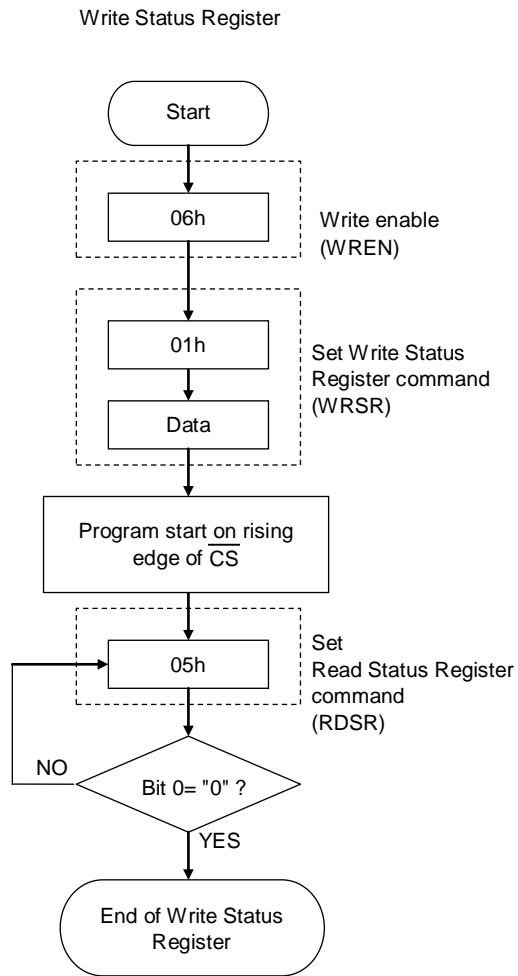 Write Status Register
Start
06h
Write enable
(WREN)
01h
Set Write Status
Register command
(WRSR)
Data
Program start on rising
edge of C̅S̅
05h
Set
Read Status Register
command
(RDSR)
NO
Bit 0= "0" ?
YES
End of Write Status
Register